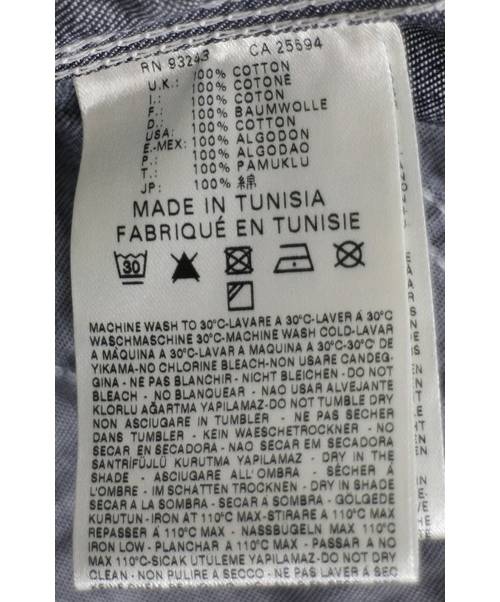 RN 93243 CA 25594
U.K.: 100% COTTON
I.: 100% COTONE
F.: 100% COTON
D.: 100% BAUMWOLLE
USA: 100% COTTON
E.-MEX: 100% ALGODON
P.: 100% ALGODAO
T.: 100% PAMUKLU
JP: 100% 綿
MADE IN TUNISIA
FABRIQUÉ EN TUNISIE
30
MACHINE WASH TO 30°C-LAVARE A 30°C-LAVER À 30°C
WASCHMASCHINE 30°C-MACHINE WASH COLD-LAVAR
A MÁQUINA A 30°C-LAVAR A MAQUINA A 30°C-30°C' DE
YIKAMA-NO CHLORINE BLEACH-NON USARE CANDEG-
GINA - NE PAS BLANCHIR - NICHT BLEICHEN - DO NOT
BLEACH - NO BLANQUEAR - NAO USAR ALVEJANTE
KLORLU AĞARTMA YAPILAMAZ-DO NOT TUMBLE DRY
NON ASCIUGARE IN TUMBLER - NE PAS SÉCHER
DANS TUMBLER - KEIN WAESCHETROCKNER - DO NOT
SECAR EN SECADORA - NAO SECAR EM SECADORA
SANTRİFÜJLÜ KURUTMA YAPILAMAZ - DRY IN THE
SHADE - ASCIUGARE ALL'OMBRA - SÉCHER À
L'OMBRE - IM SCHATTEN TROCKNEN - DRY IN SHADE
SECAR A LA SOMBRA - SECAR A SOMBRA - GÖLGEDE
KURUTUN-IRON AT 110°C MAX-STIRARE A 110°C MAX
REPASSER À 110°C MAX - NASSBUGELN MAX 110°C
IRON LOW - PLANCHAR A 110°C MAX - PASSAR A NO
MAX 110°C-SICAK UTULEME YAPILAMAZ-DO NOT DRY
CLEAN - NON PULIRE A SECCO - NE PAS LAVER À SEC